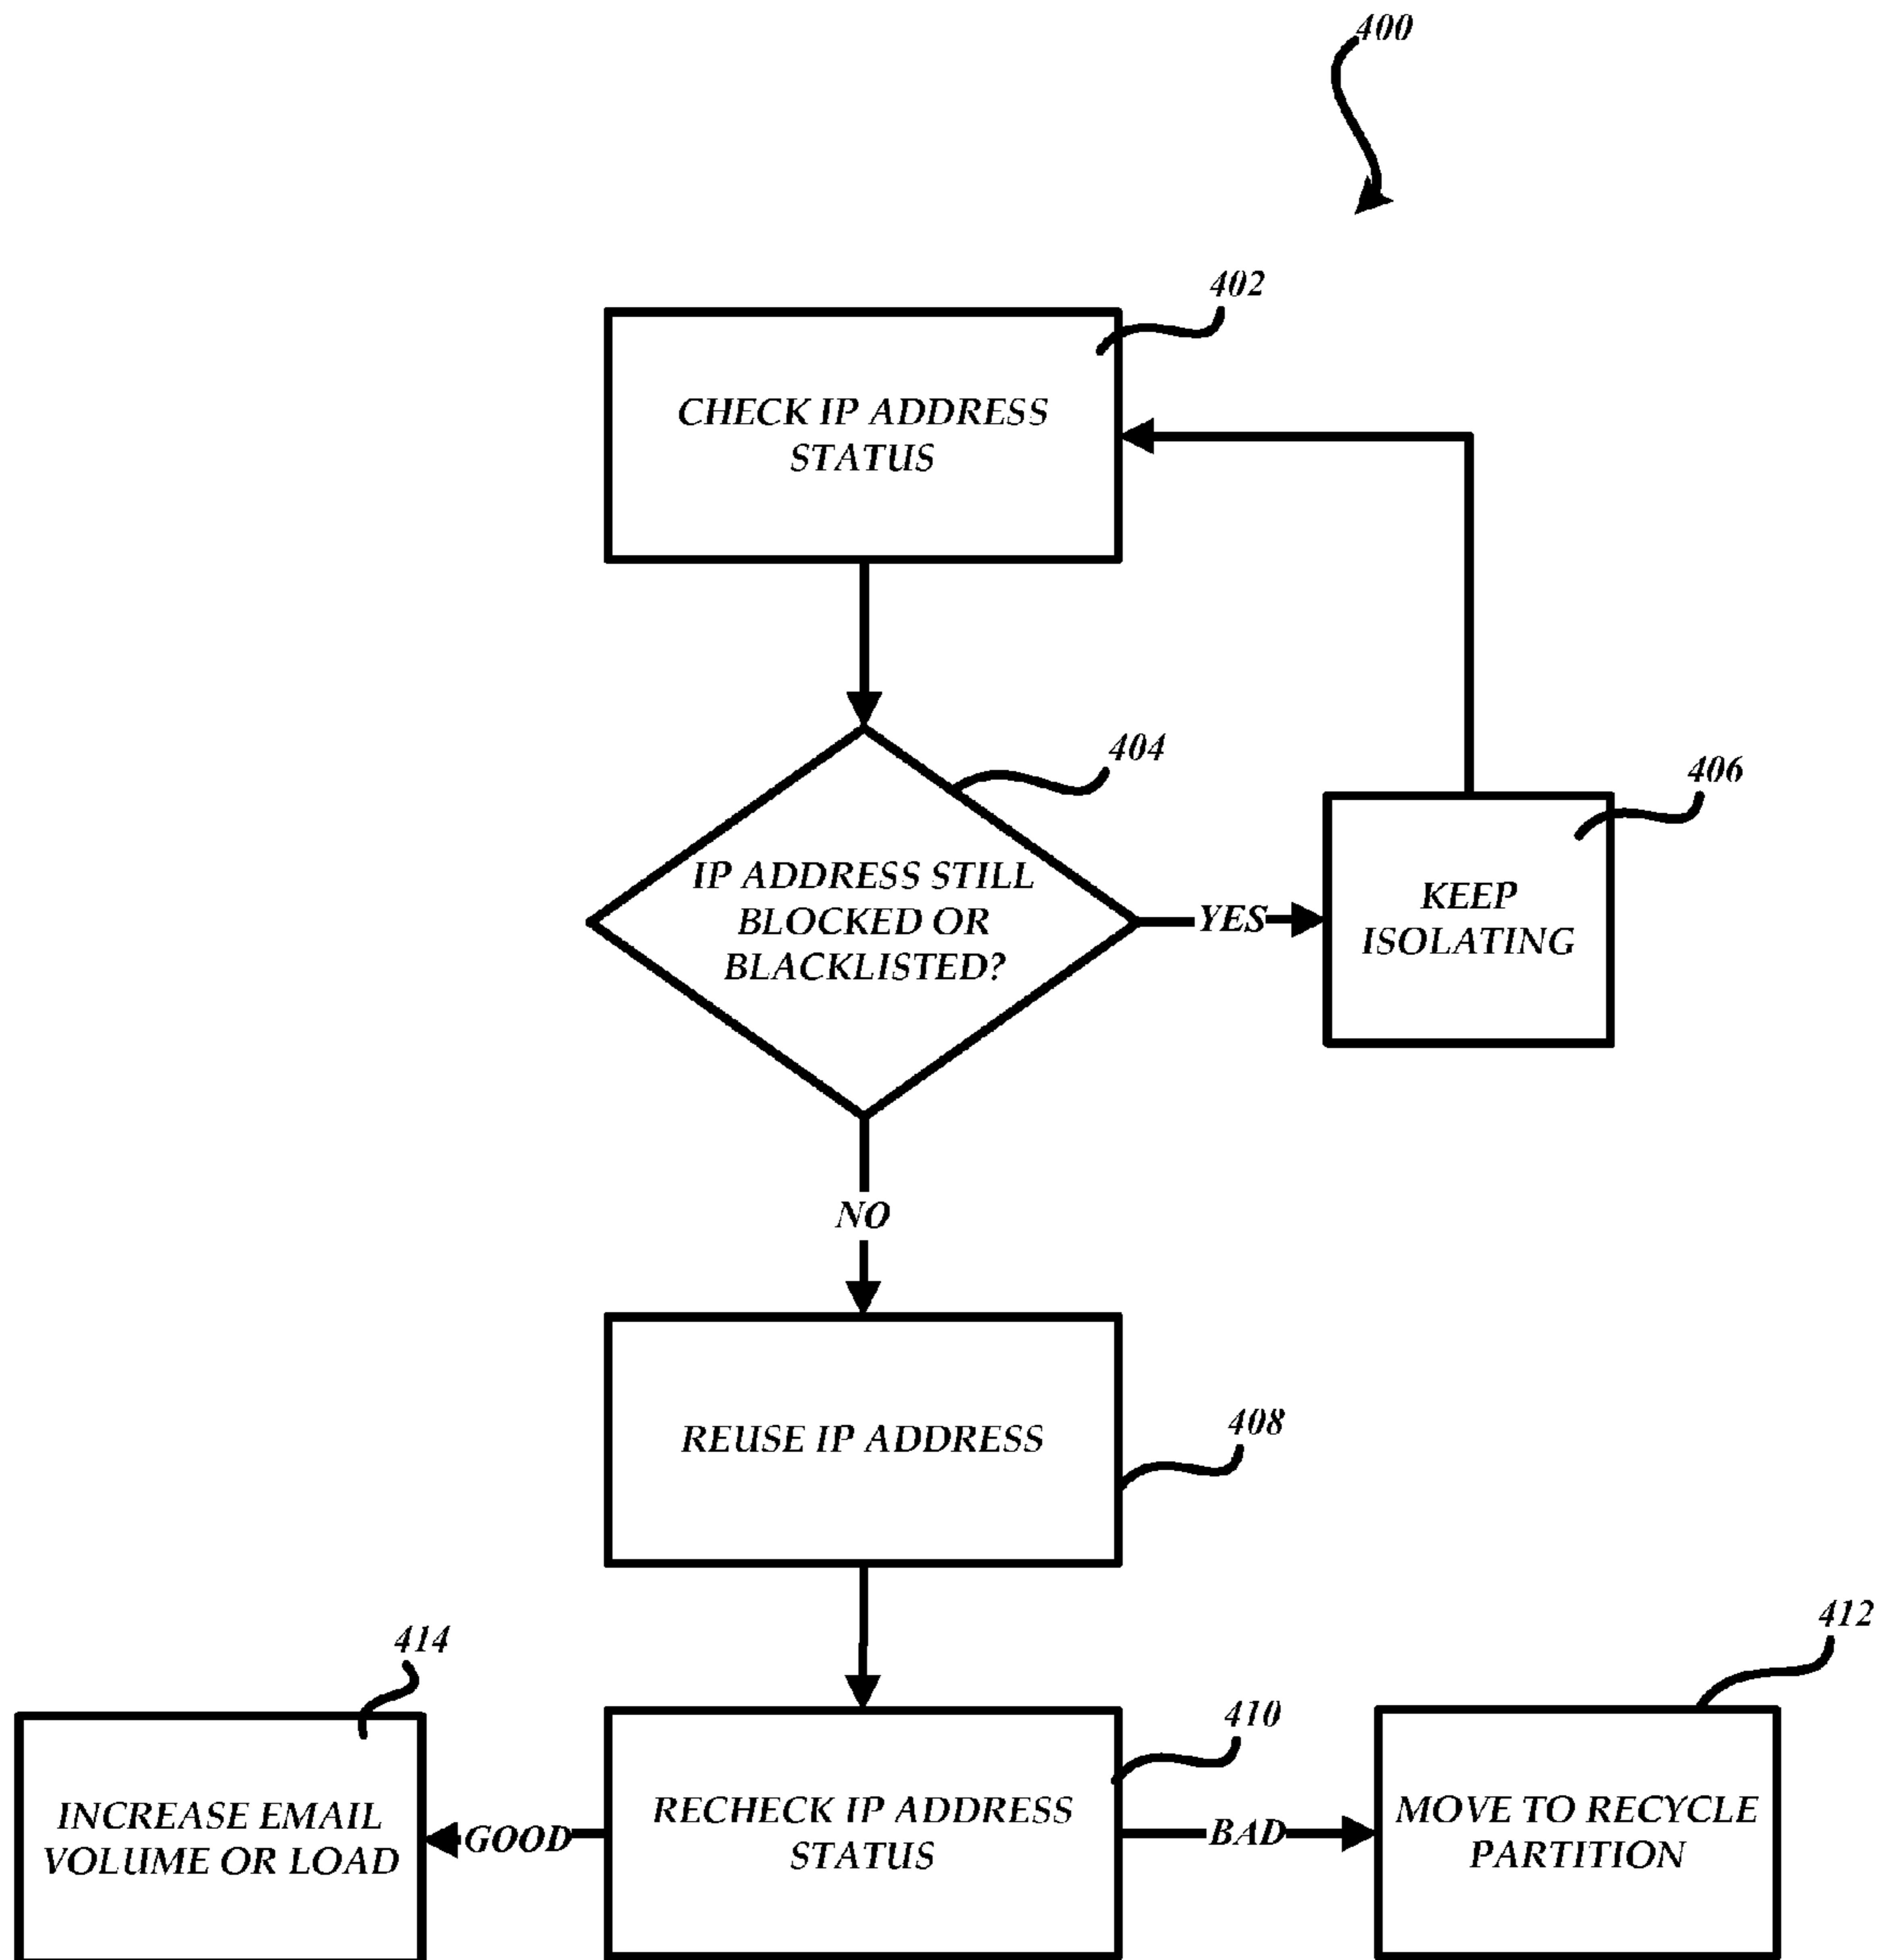 400
402
CHECK IP ADDRESS
STATUS
404
406
IP ADDRESS STILL
BLOCKED OR
BLACKLISTED?
YES
KEEP
ISOLATING
NO
408
REUSE IP ADDRESS
414
412
410
INCREASE EMAIL
VOLUME OR LOAD
GOOD
RECHECK IP ADDRESS
STATUS
BAD
MOVE TO RECYCLE
PARTITION